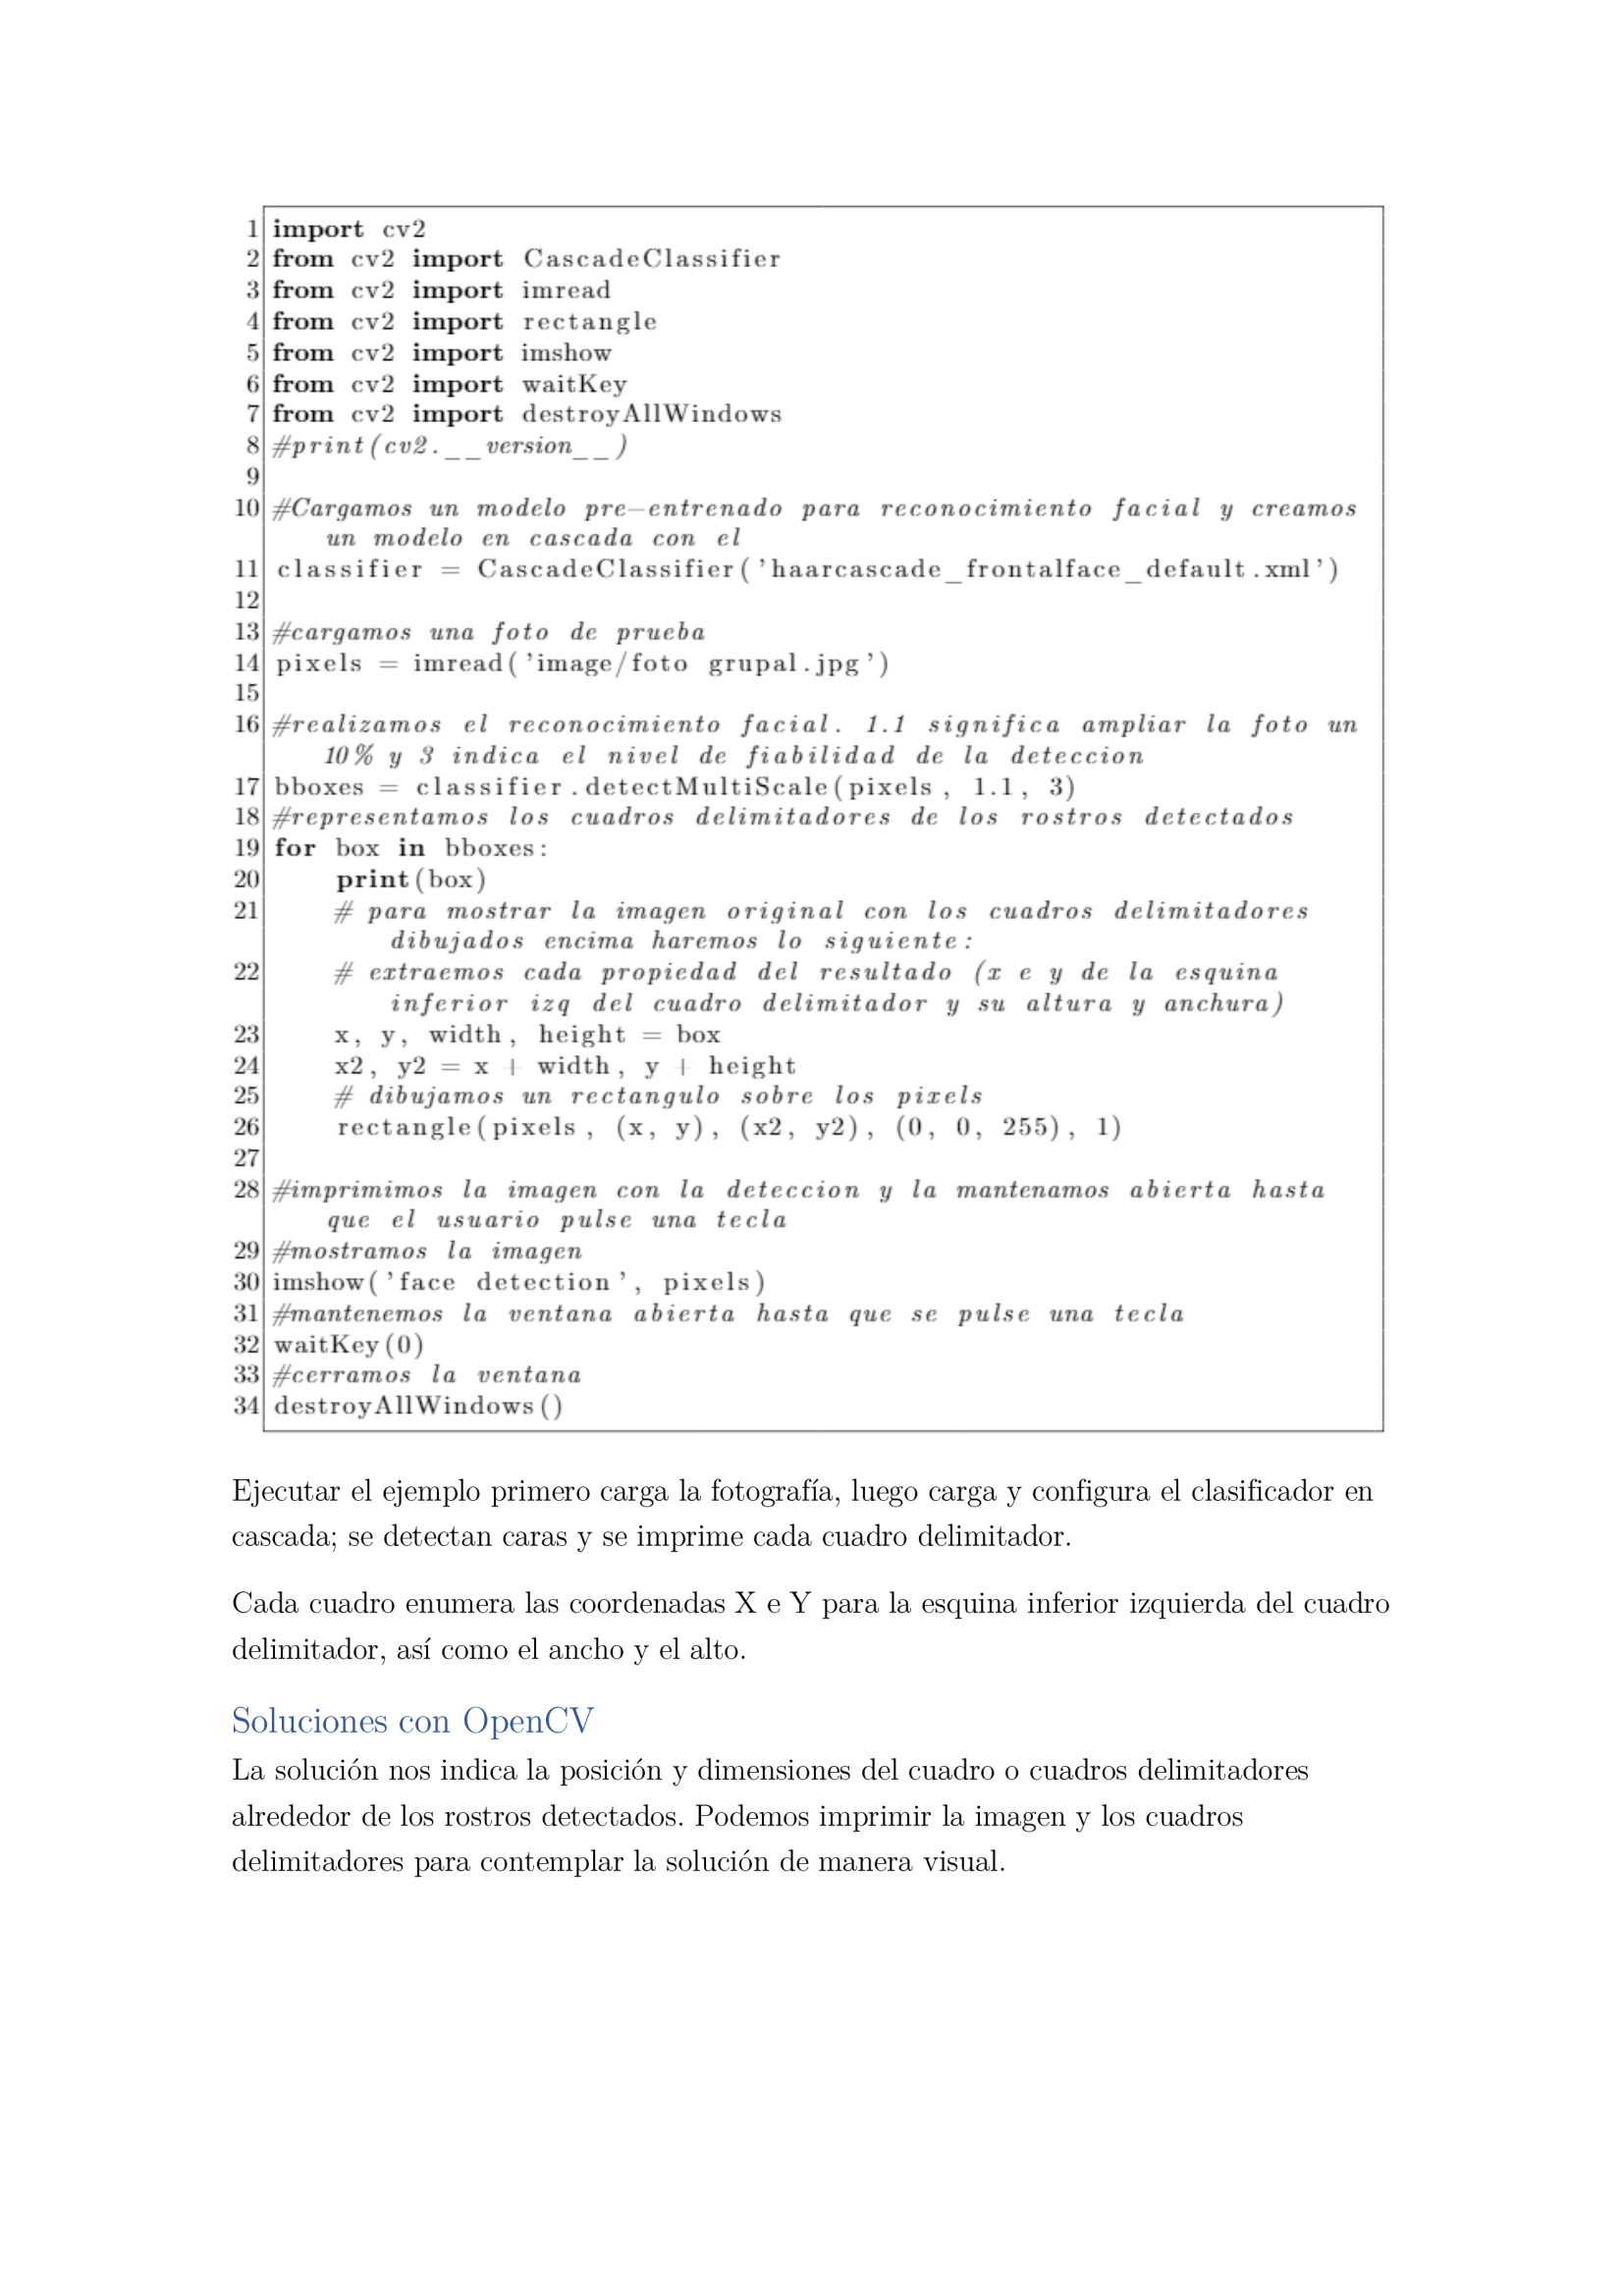 1 import cv2
2 from cv2 import CascadeClassifier
3 from cv2 import imread
4 from cv2 import rectangle
5 from cv2 import imshow
6 from cv2 import waitKey
7 from cv2 import destroyAllWindows
8 #print(cv2.__version__)
9
10 #Cargamos un modelo pre-entrenado para reconocimiento facial y creamos
un modelo en cascada con el
11 classifier = CascadeClassifier('haarcascade_frontalface_default.xml')
12
13 #cargamos una foto de prueba
14 pixels = imread('image/foto grupal.jpg')
15
16 #realizamos el reconocimiento facial. 1.1 significa ampliar la foto un
10% y 3 indica el nivel de fiabilidad de la deteccion
17 bboxes = classifier.detectMultiScale(pixels, 1.1, 3)
18 #representamos los cuadros delimitadores de los rostros detectados
19 for box in bboxes:
20 print(box)
21 # para mostrar la imagen original con los cuadros delimitadores
dibujados encima haremos lo siguiente:
22 # extraemos cada propiedad del resultado (x e y de la esquina
inferior izq del cuadro delimitador y su altura y anchura)
23 x, y, width, height = box
24 x2, y2 = x + width, y + height
25 # dibujamos un rectangulo sobre los pixels
26 rectangle(pixels, (x, y), (x2, y2), (0, 0, 255), 1)
27
28 #imprimimos la imagen con la deteccion y la mantenamos abierta hasta
que el usuario pulse una tecla
29 #mostramos la imagen
30 imshow('face detection', pixels)
31 #mantenemos la ventana abierta hasta que se pulse una tecla
32 waitKey(0)
33 #cerramos la ventana
34 destroyAllWindows()
Ejecutar el ejemplo primero carga la fotografía, luego carga y configura el clasificador en
cascada; se detectan caras y se imprime cada cuadro delimitador.
Cada cuadro enumera las coordenadas X e Y para la esquina inferior izquierda del cuadro
delimitador, así como el ancho y el alto.
Soluciones con OpenCV
La solución nos indica la posición y dimensiones del cuadro o cuadros delimitadores
alrededor de los rostros detectados. Podemos imprimir la imagen y los cuadros
delimitadores para contemplar la solución de manera visual.